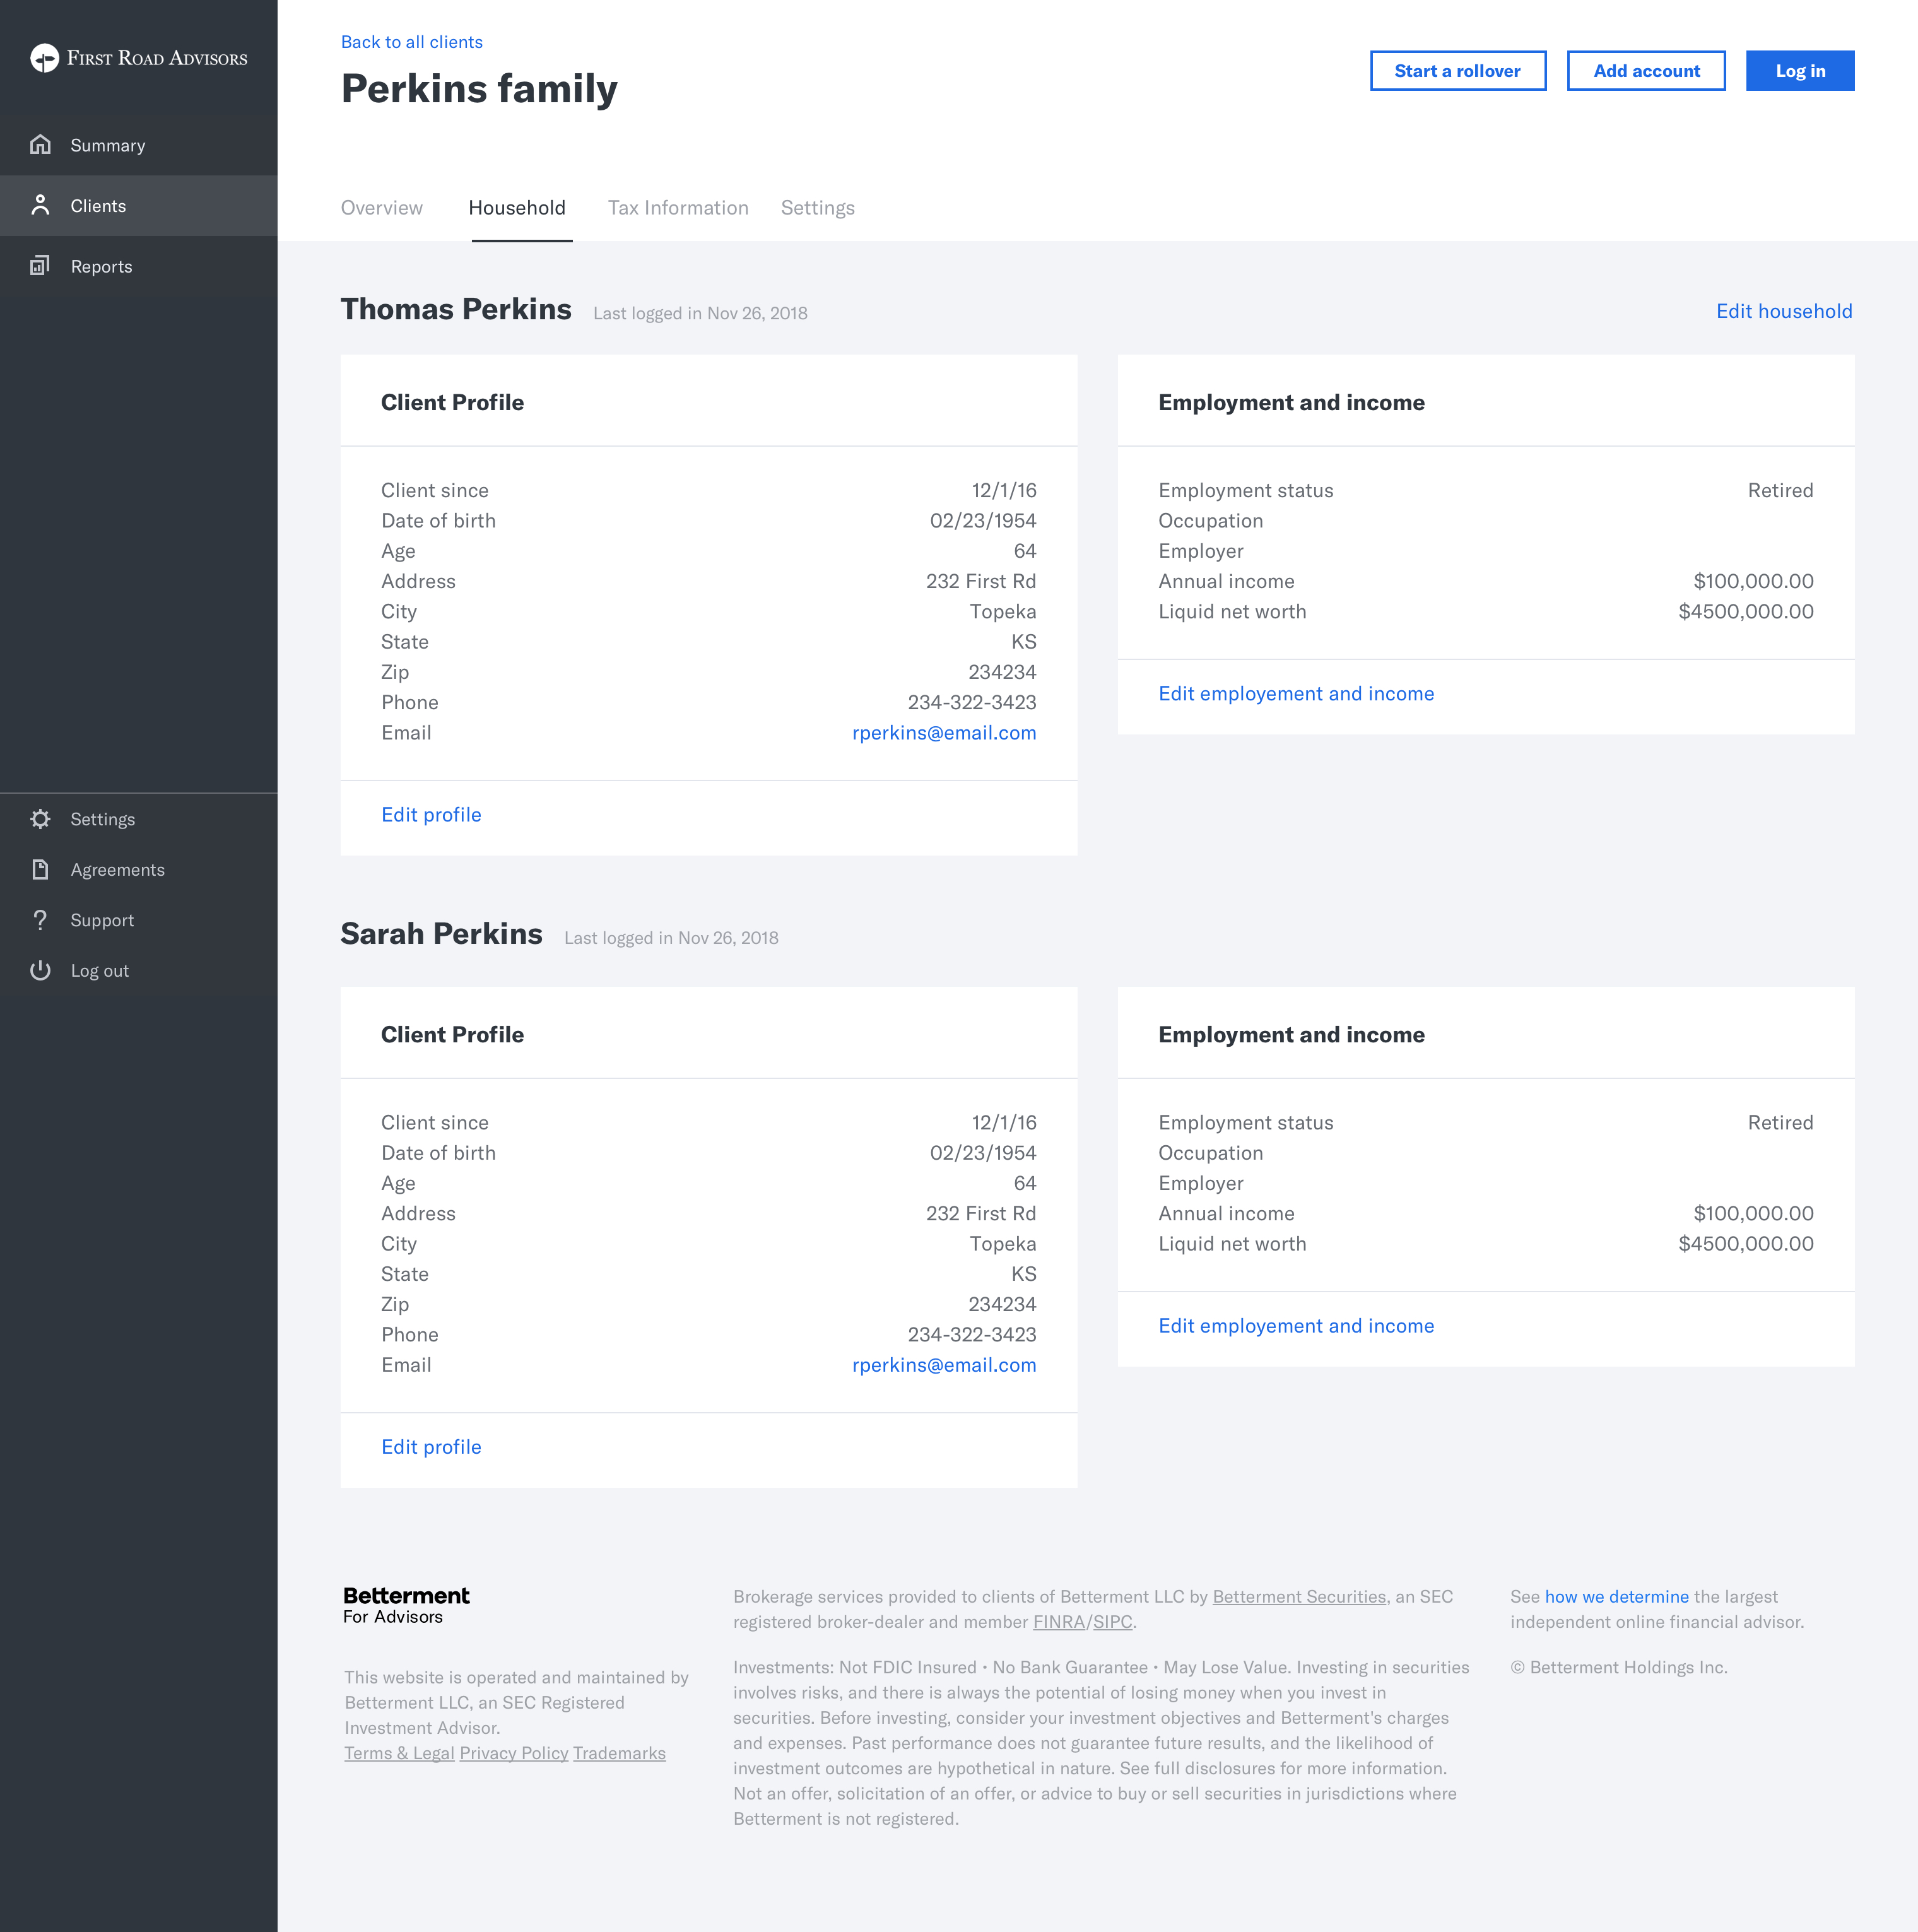 FIRST ROAD ADVISORS
Summary
Clients
Reports
Settings
Agreements
Support
Log out
Back to all clients
Perkins family
Start a rollover
Add account
Log in
Overview
Household
Tax Information
Settings
Thomas Perkins
Last logged in Nov 26, 2018
Edit household
Client Profile
Client since 12/1/16
Date of birth 02/23/1954
Age 64
Address 232 First Rd
City Topeka
State KS
Zip 234234
Phone 234-322-3423
Email rperkins@email.com
Edit profile
Employment and income
Employment status Retired
Occupation
Employer
Annual income $100,000.00
Liquid net worth $4500,000.00
Edit employement and income
Sarah Perkins
Last logged in Nov 26, 2018
Client Profile
Client since 12/1/16
Date of birth 02/23/1954
Age 64
Address 232 First Rd
City Topeka
State KS
Zip 234234
Phone 234-322-3423
Email rperkins@email.com
Edit profile
Employment and income
Employment status Retired
Occupation
Employer
Annual income $100,000.00
Liquid net worth $4500,000.00
Edit employement and income
Betterment
For Advisors
This website is operated and maintained by
Betterment LLC, an SEC Registered
Investment Advisor.
Terms & Legal Privacy Policy Trademarks
Brokerage services provided to clients of Betterment LLC by Betterment Securities, an SEC
registered broker-dealer and member FINRA/SIPC.
Investments: Not FDIC Insured • No Bank Guarantee • May Lose Value. Investing in securities
involves risks, and there is always the potential of losing money when you invest in
securities. Before investing, consider your investment objectives and Betterment's charges
and expenses. Past performance does not guarantee future results, and the likelihood of
investment outcomes are hypothetical in nature. See full disclosures for more information.
Not an offer, solicitation of an offer, or advice to buy or sell securities in jurisdictions where
Betterment is not registered.
See how we determine the largest
independent online financial advisor.
© Betterment Holdings Inc.